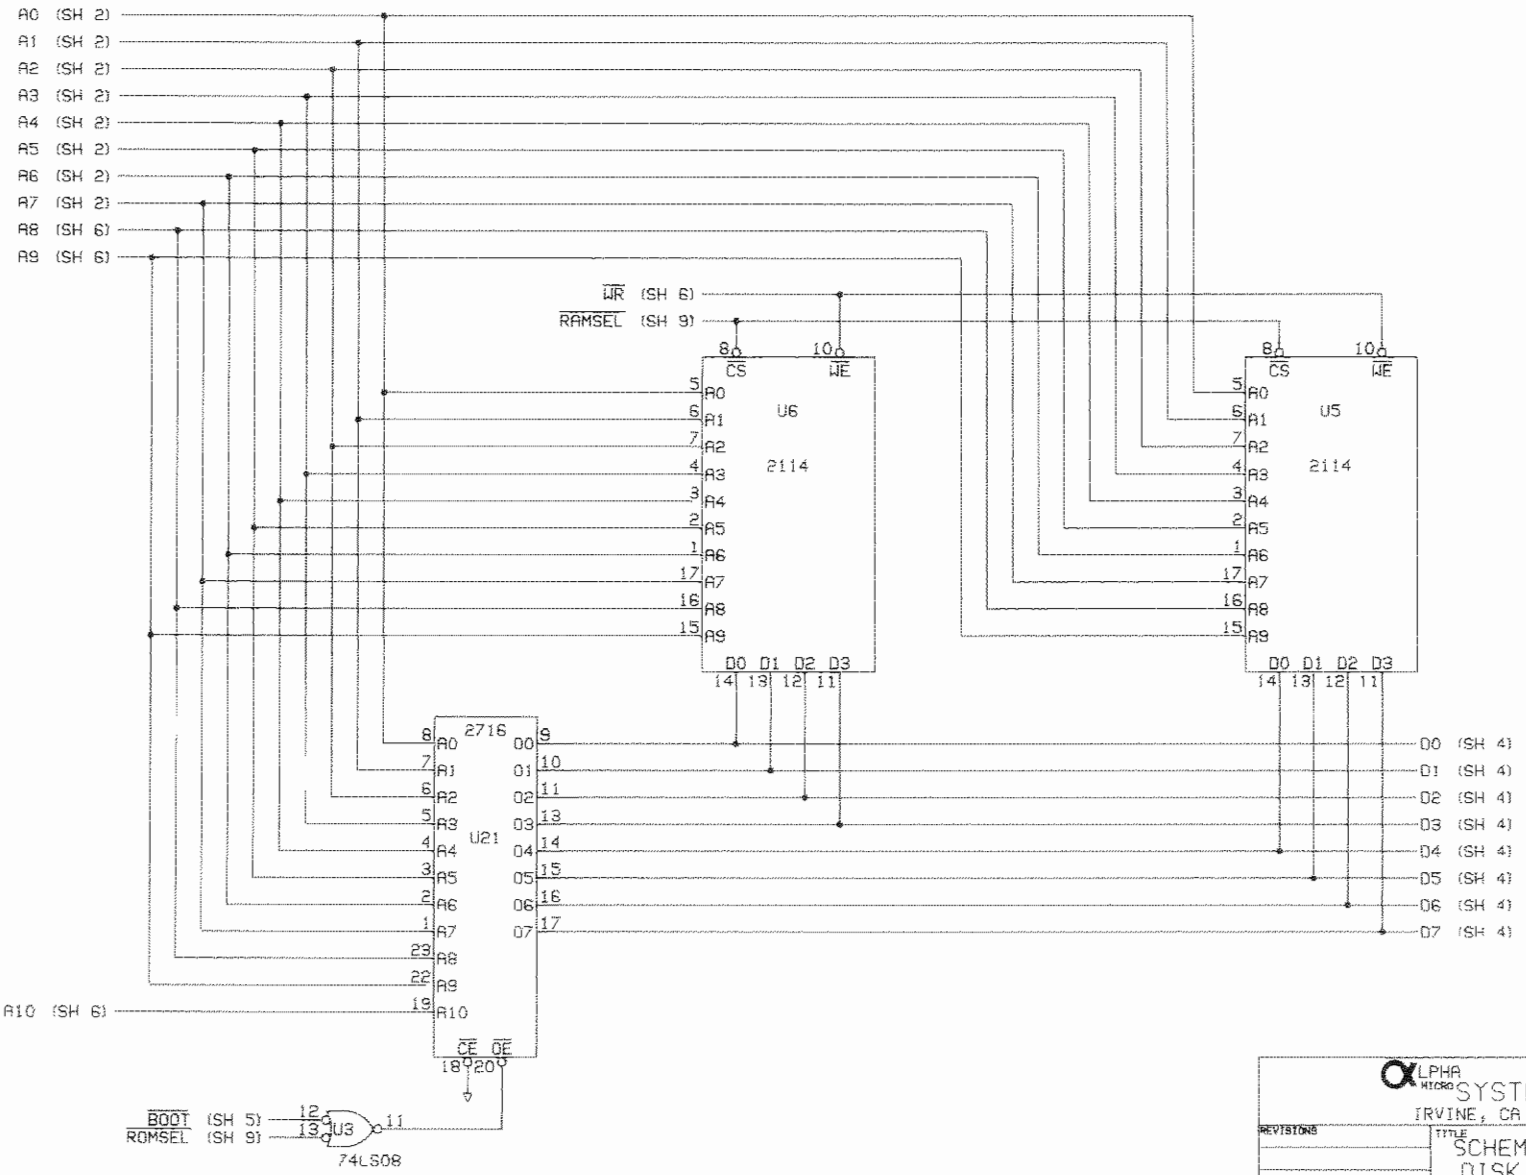 A0 (SH 2)
A1 (SH 2)
A2 (SH 2)
A3 (SH 2)
A4 (SH 2)
A5 (SH 2)
A6 (SH 2)
A7 (SH 2)
A8 (SH 6)
A9 (SH 6)
WR (SH 6)
RAMSEL (SH 9)
8 10
CS WE
5 A0
6 A1
7 A2
4 A3
3 A4
2 A5
1 A6
17 A7
16 A8
15 A9
U6
2114
D0 D1 D2 D3
14 13 12 11
8 10
CS WE
5 A0
6 A1
7 A2
4 A3
3 A4
2 A5
1 A6
17 A7
16 A8
15 A9
U5
2114
D0 D1 D2 D3
14 13 12 11
2716
8 A0 O0 9
7 A1 O1 10
6 A2 O2 11
5 A3 O3 13
U21
4 A4 O4 14
3 A5 O5 15
2 A6 O6 16
1 A7 O7 17
23 A8
22 A9
A10 (SH 6)
19 A10
CE OE
18 20
D0 (SH 4)
D1 (SH 4)
D2 (SH 4)
D3 (SH 4)
D4 (SH 4)
D5 (SH 4)
D6 (SH 4)
D7 (SH 4)
BOOT (SH 5) 12
ROMSEL (SH 9) 13
U3
11
74LS08
ALPHA
MICRO SYST
IRVINE, CA
REVISIONS
TITLE
SCHEM
DISK